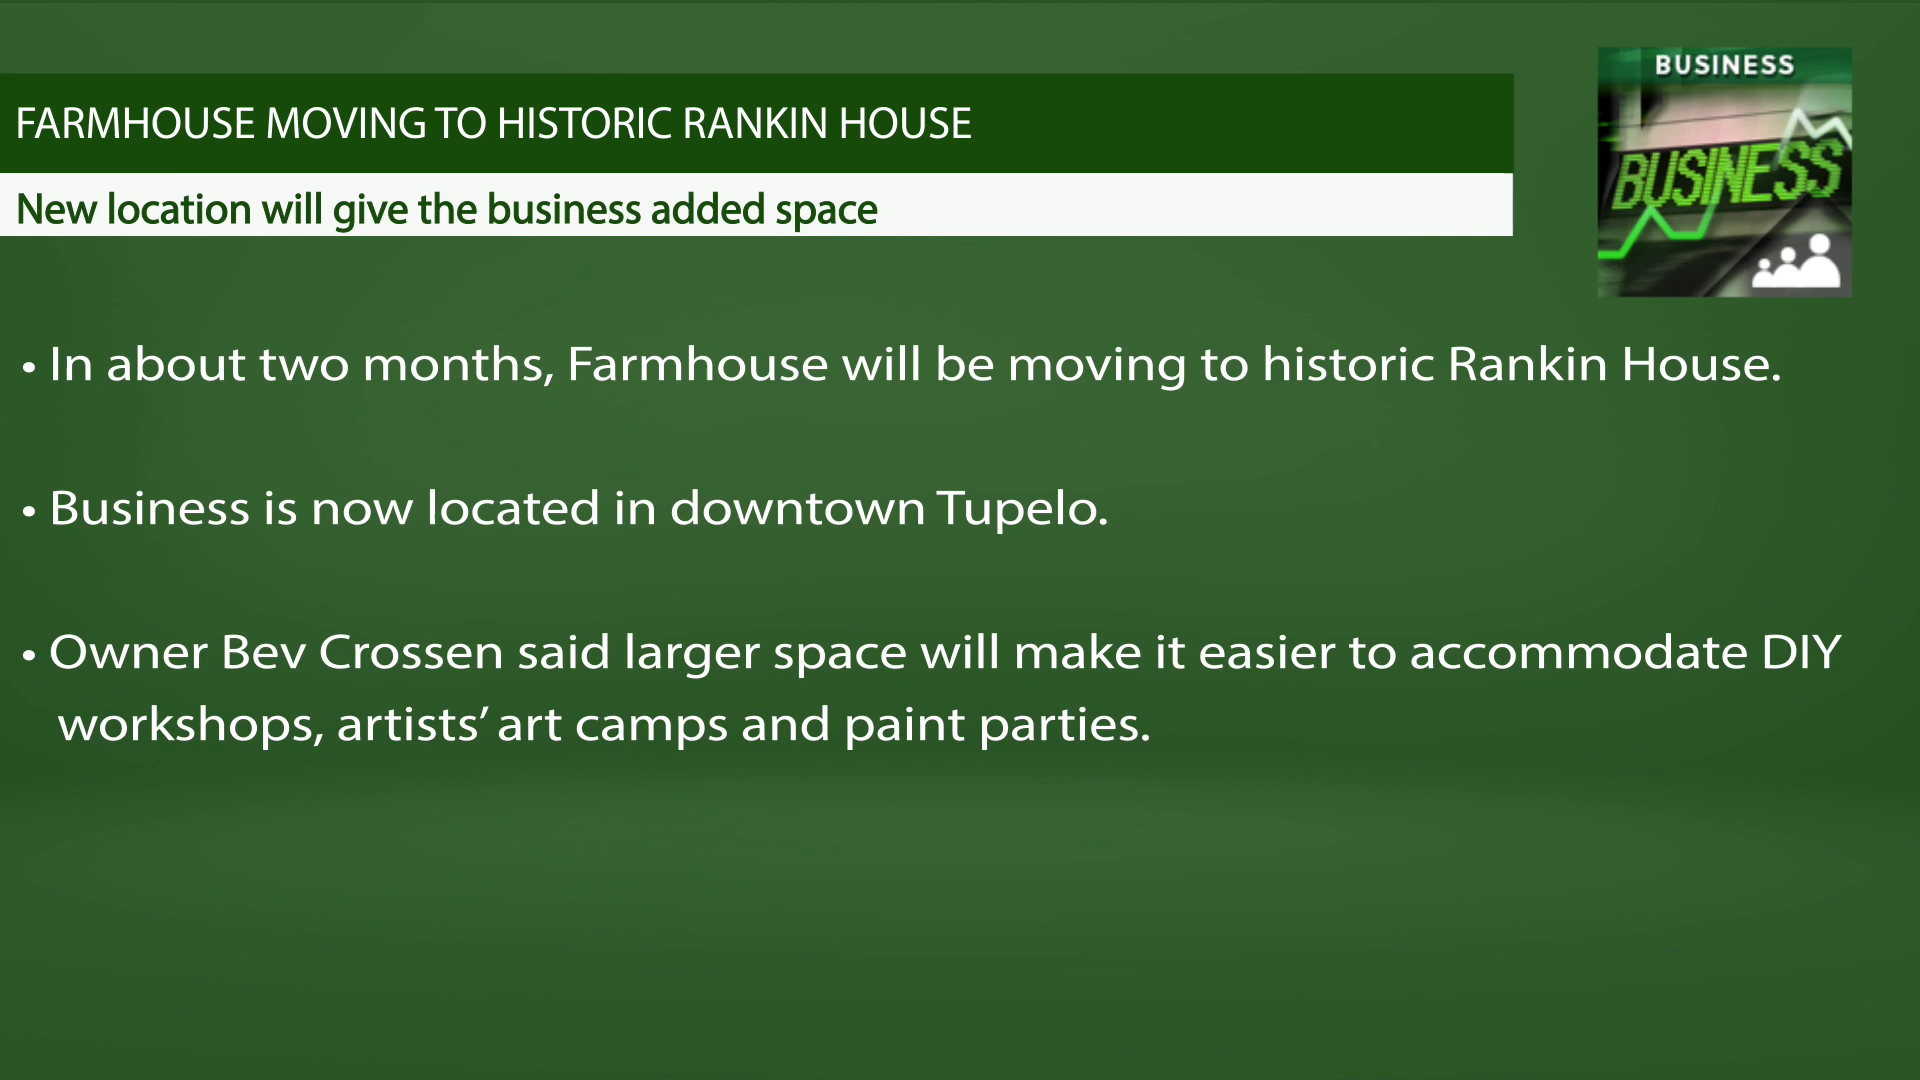 BUSINESS
FARMHOUSE MOVING TO HISTORIC RANKIN HOUSE
BUSINESS
New location will give the business added space
• In about two months, Farmhouse will be moving to historic Rankin House.
• Business is now located in downtown Tupelo.
• Owner Bev Crossen said larger space will make it easier to accommodate DIY
workshops, artists’ art camps and paint parties.